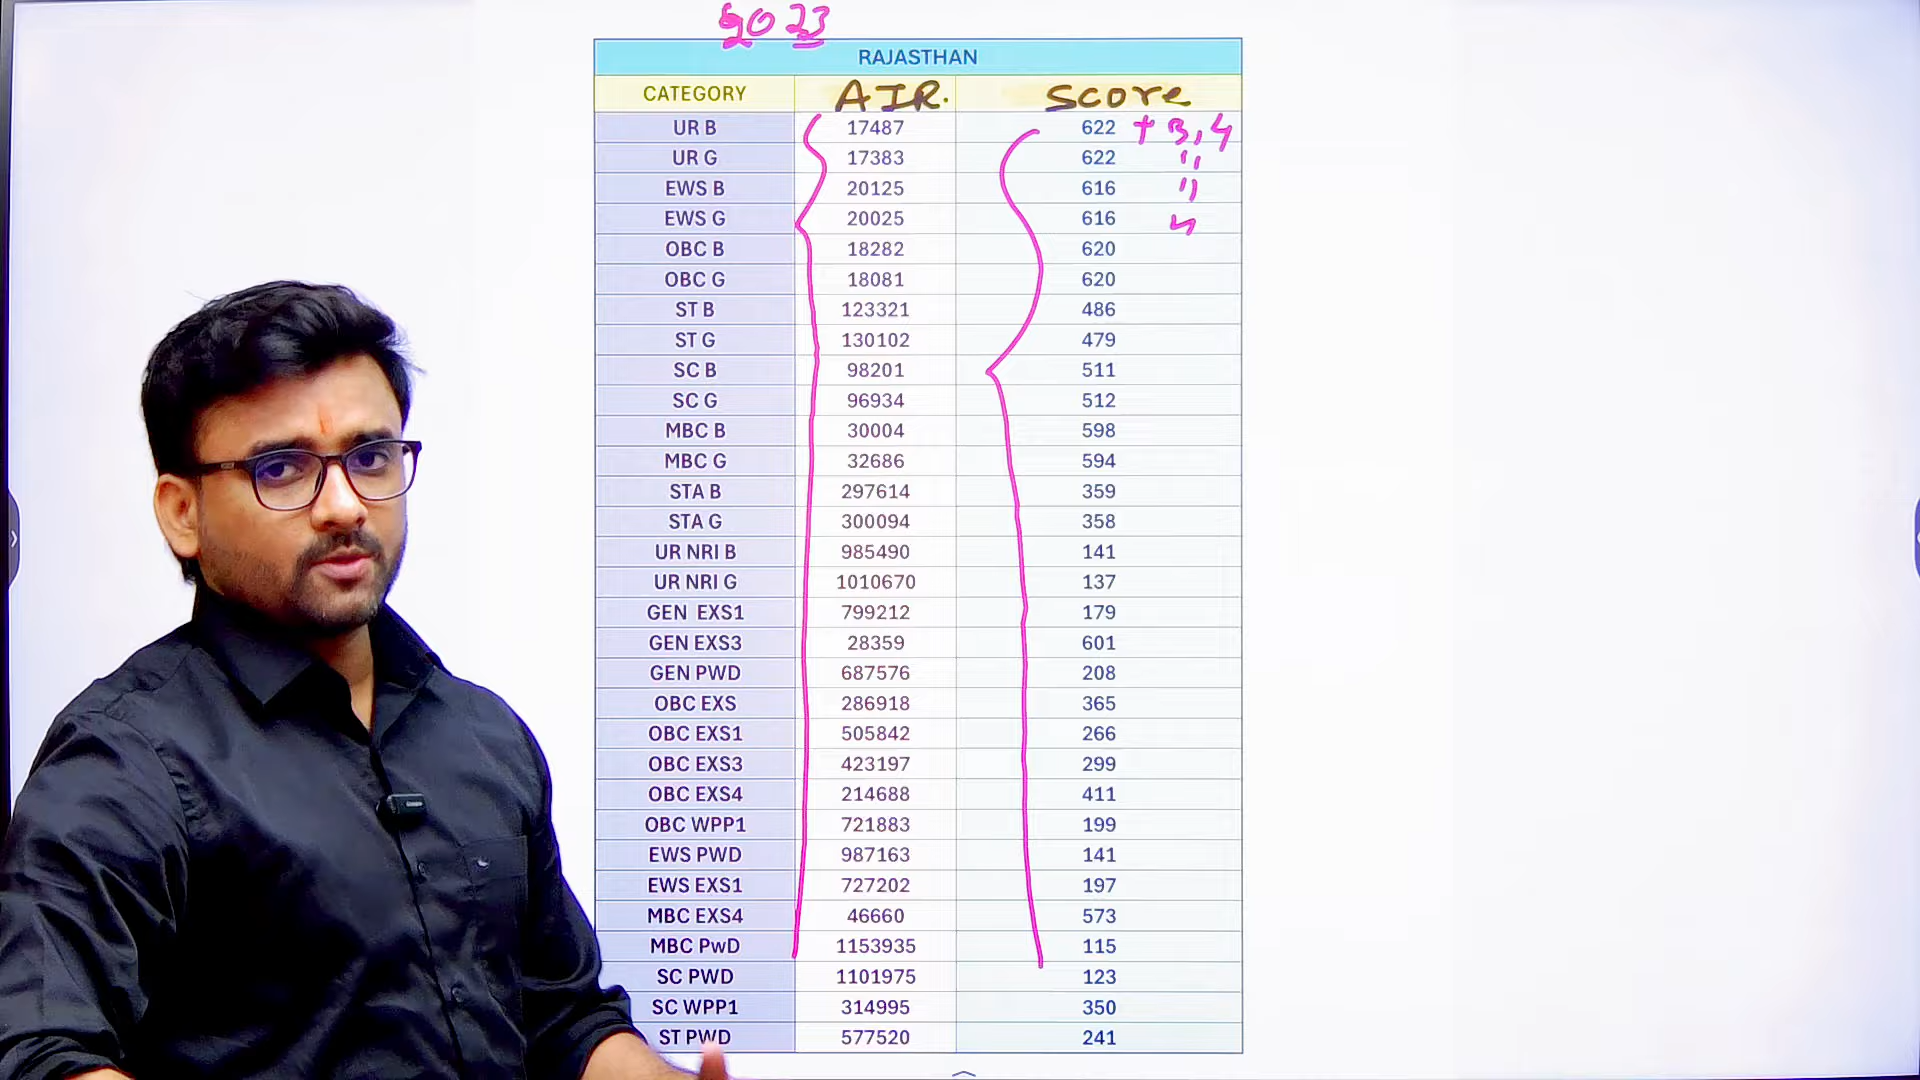 2023
RAJASTHAN
CATEGORY AIR. Score
UR B 17487 622 + 3, 4
UR G 17383 622 "
EWS B 20125 616 "
EWS G 20025 616
OBC B 18282 620
OBC G 18081 620
ST B 123321 486
ST G 130102 479
SC B 98201 511
SC G 96934 512
MBC B 30004 598
MBC G 32686 594
STA B 297614 359
STA G 300094 358
UR NRI B 985490 141
UR NRI G 1010670 137
GEN EXS1 799212 179
GEN EXS3 28359 601
GEN PWD 687576 208
OBC EXS 286918 365
OBC EXS1 505842 266
OBC EXS3 423197 299
OBC EXS4 214688 411
OBC WPP1 721883 199
EWS PWD 987163 141
EWS EXS1 727202 197
MBC EXS4 46660 573
MBC PwD 1153935 115
SC PWD 1101975 123
SC WPP1 314995 350
ST PWD 577520 241